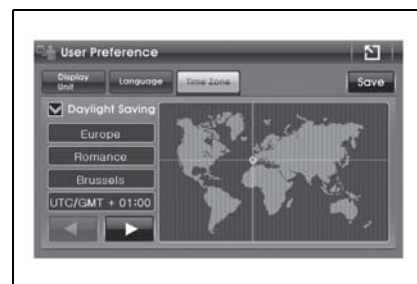 User Preference
Display
Unit
Language
Time Zone
Save
Daylight Saving
Europe
Romance
Brussels
UTC/GMT + 01:00